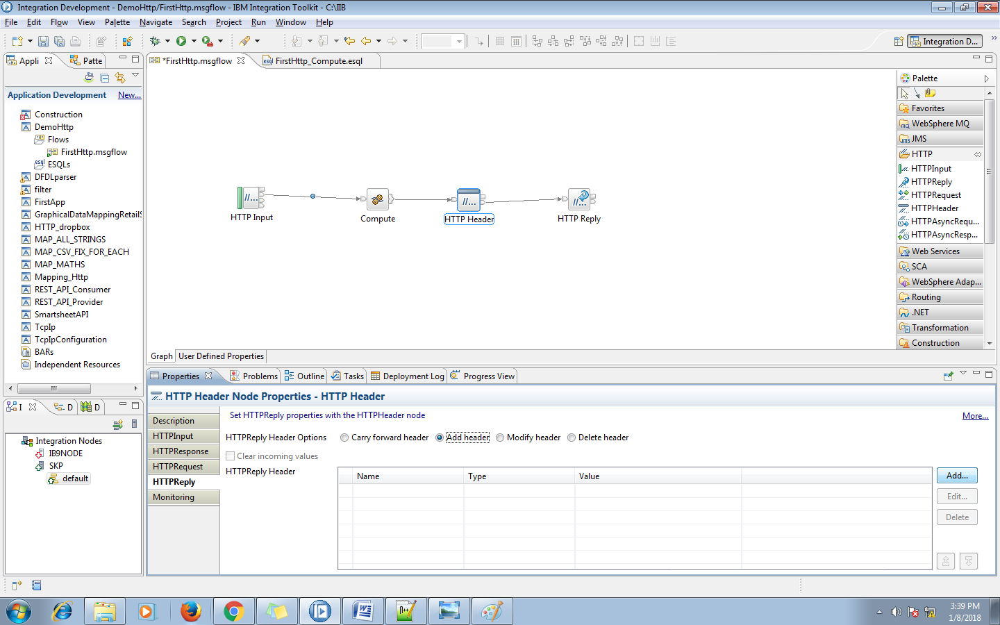 Integration Development - DemoHttp/FirstHttp.msgflow - IBM Integration Toolkit - C:\IIB
File Edit Flow View Palette Navigate Search Project Run Window Help
Integration D...
Appli
Patte
*FirstHttp.msgflow
FirstHttp_Compute.esql
Application Development New...
Construction
DemoHttp
Flows
FirstHttp.msgflow
ESQLs
DFDLparser
filter
FirstApp
GraphicalDataMappingRetailS
HTTP_dropbox
MAP_ALL_STRINGS
MAP_CSV_FIX_FOR_EACH
MAP_MATHS
Mapping_Http
REST_API_Consumer
REST_API_Provider
SmartsheetAPI
TcpIp
TcpIpConfiguration
BARs
Independent Resources
HTTP Input
Compute
HTTP Header
HTTP Reply
Palette
Favorites
WebSphere MQ
JMS
HTTP
HTTPInput
HTTPReply
HTTPRequest
HTTPHeader
HTTPAsyncRequ...
HTTPAsyncResp...
Web Services
SCA
WebSphere Adap...
Routing
.NET
Transformation
Construction
Graph User Defined Properties
I
D
D
Integration Nodes
IB9NODE
SKP
default
Properties Problems Outline Tasks Deployment Log Progress View
HTTP Header Node Properties - HTTP Header
Description
HTTPInput
HTTPResponse
HTTPRequest
HTTPReply
Monitoring
Set HTTPReply properties with the HTTPHeader node
More...
HTTPReply Header Options Carry forward header Add header Modify header Delete header
Clear incoming values
HTTPReply Header
Name Type Value
Add...
Edit...
Delete
3:39 PM
1/8/2018